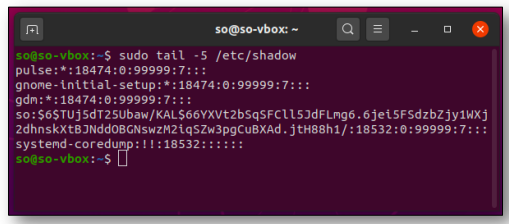 so@so-vbox: ~
so@so-vbox:~$ sudo tail -5 /etc/shadow
pulse:*:18474:0:99999:7:::
gnome-initial-setup:*:18474:0:99999:7:::
gdm:*:18474:0:99999:7:::
so:$6$TUjSdT25Ubaw/KAL$66YXVt2bSqSFCll5JdFLmg6.6jei5FSdzbZjy1WXj
2dhnskXtBJNddOBGNswzM2iqSZw3pgCuBXAd.jtH88h1/:18532:0:99999:7:::
systemd-coredump:!!:18532::::::
so@so-vbox:~$